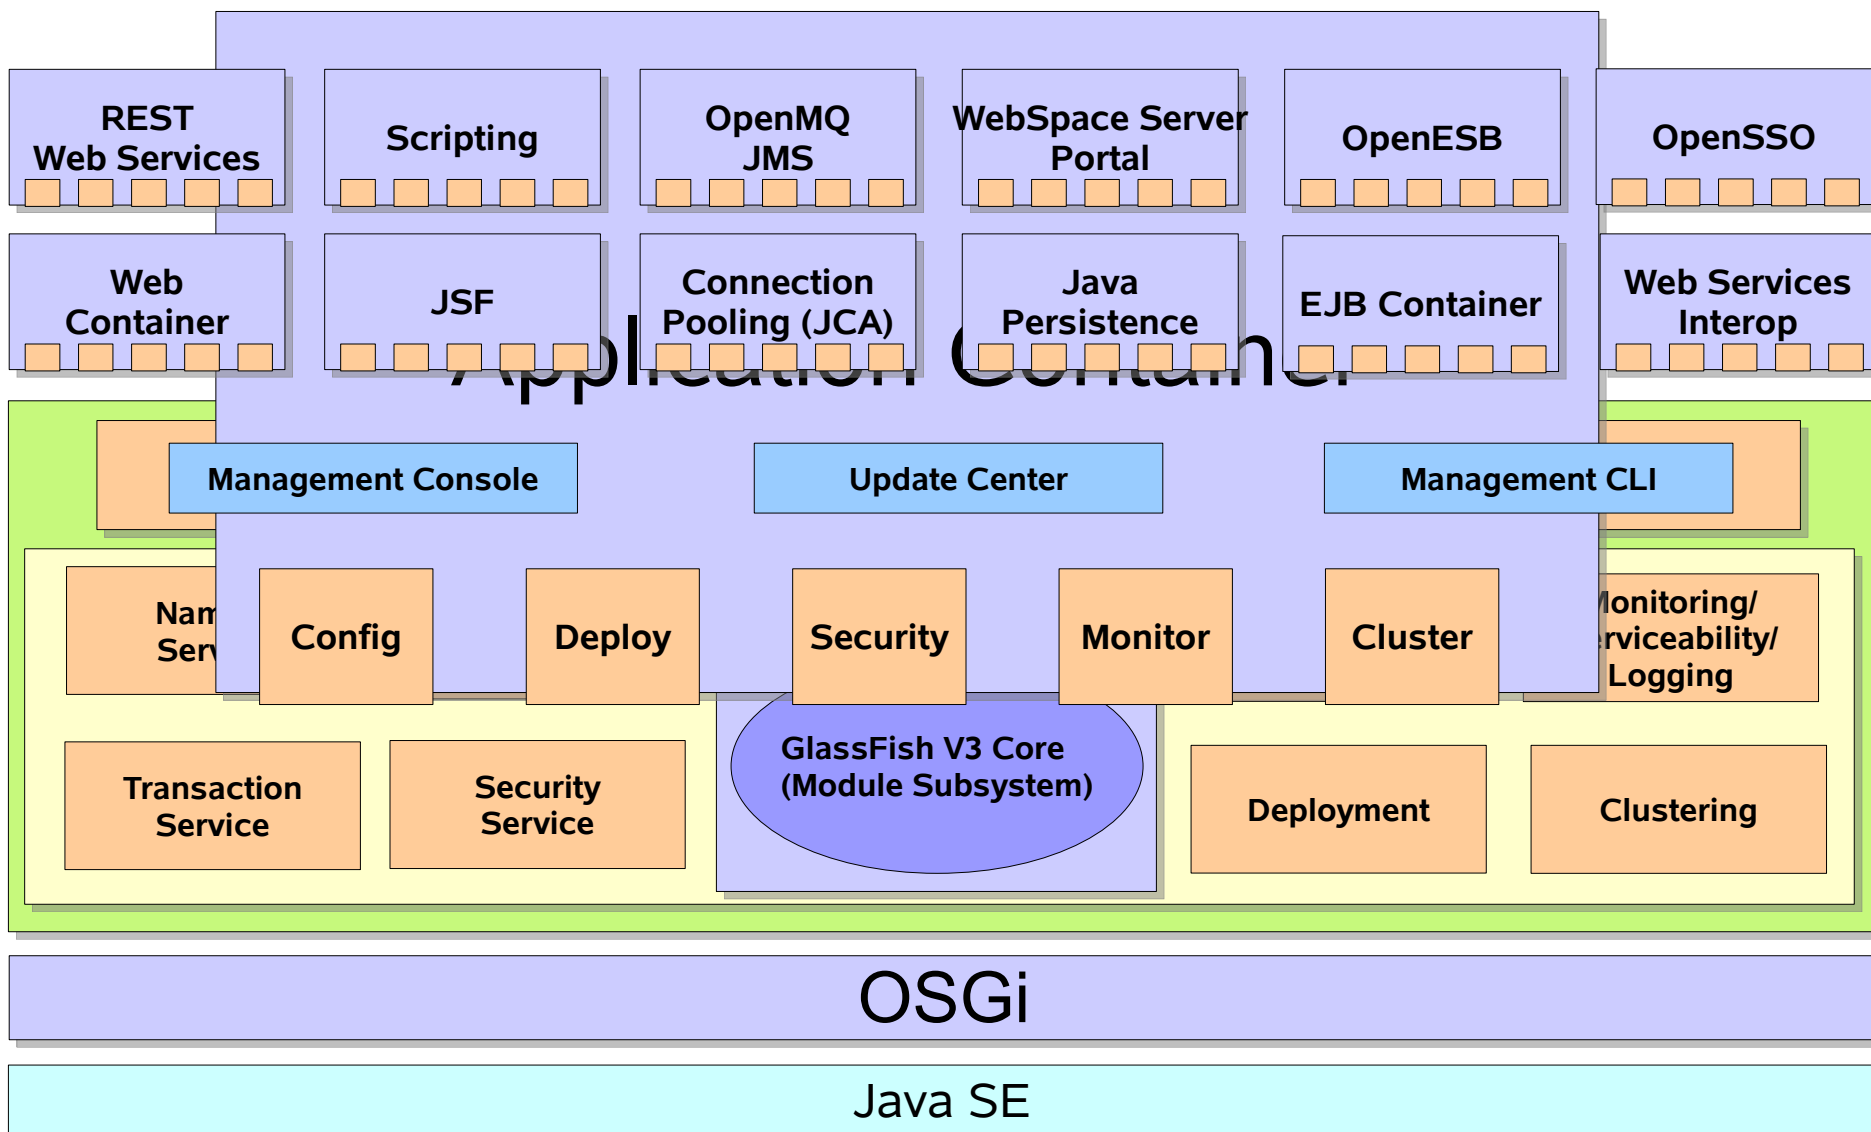 REST
Web Services
Scripting
OpenMQ
JMS
WebSpace Server
Portal
OpenESB
OpenSSO
Web
Container
JSF
Connection
Pooling (JCA)
Java
Persistence
EJB Container
Web Services
Interop
Application Container
Management Console
Update Center
Management CLI
Config
Deploy
Security
Monitor
Cluster
Logging
Transaction
Service
Security
Service
GlassFish V3 Core
(Module Subsystem)
Deployment
Clustering
OSGi
Java SE